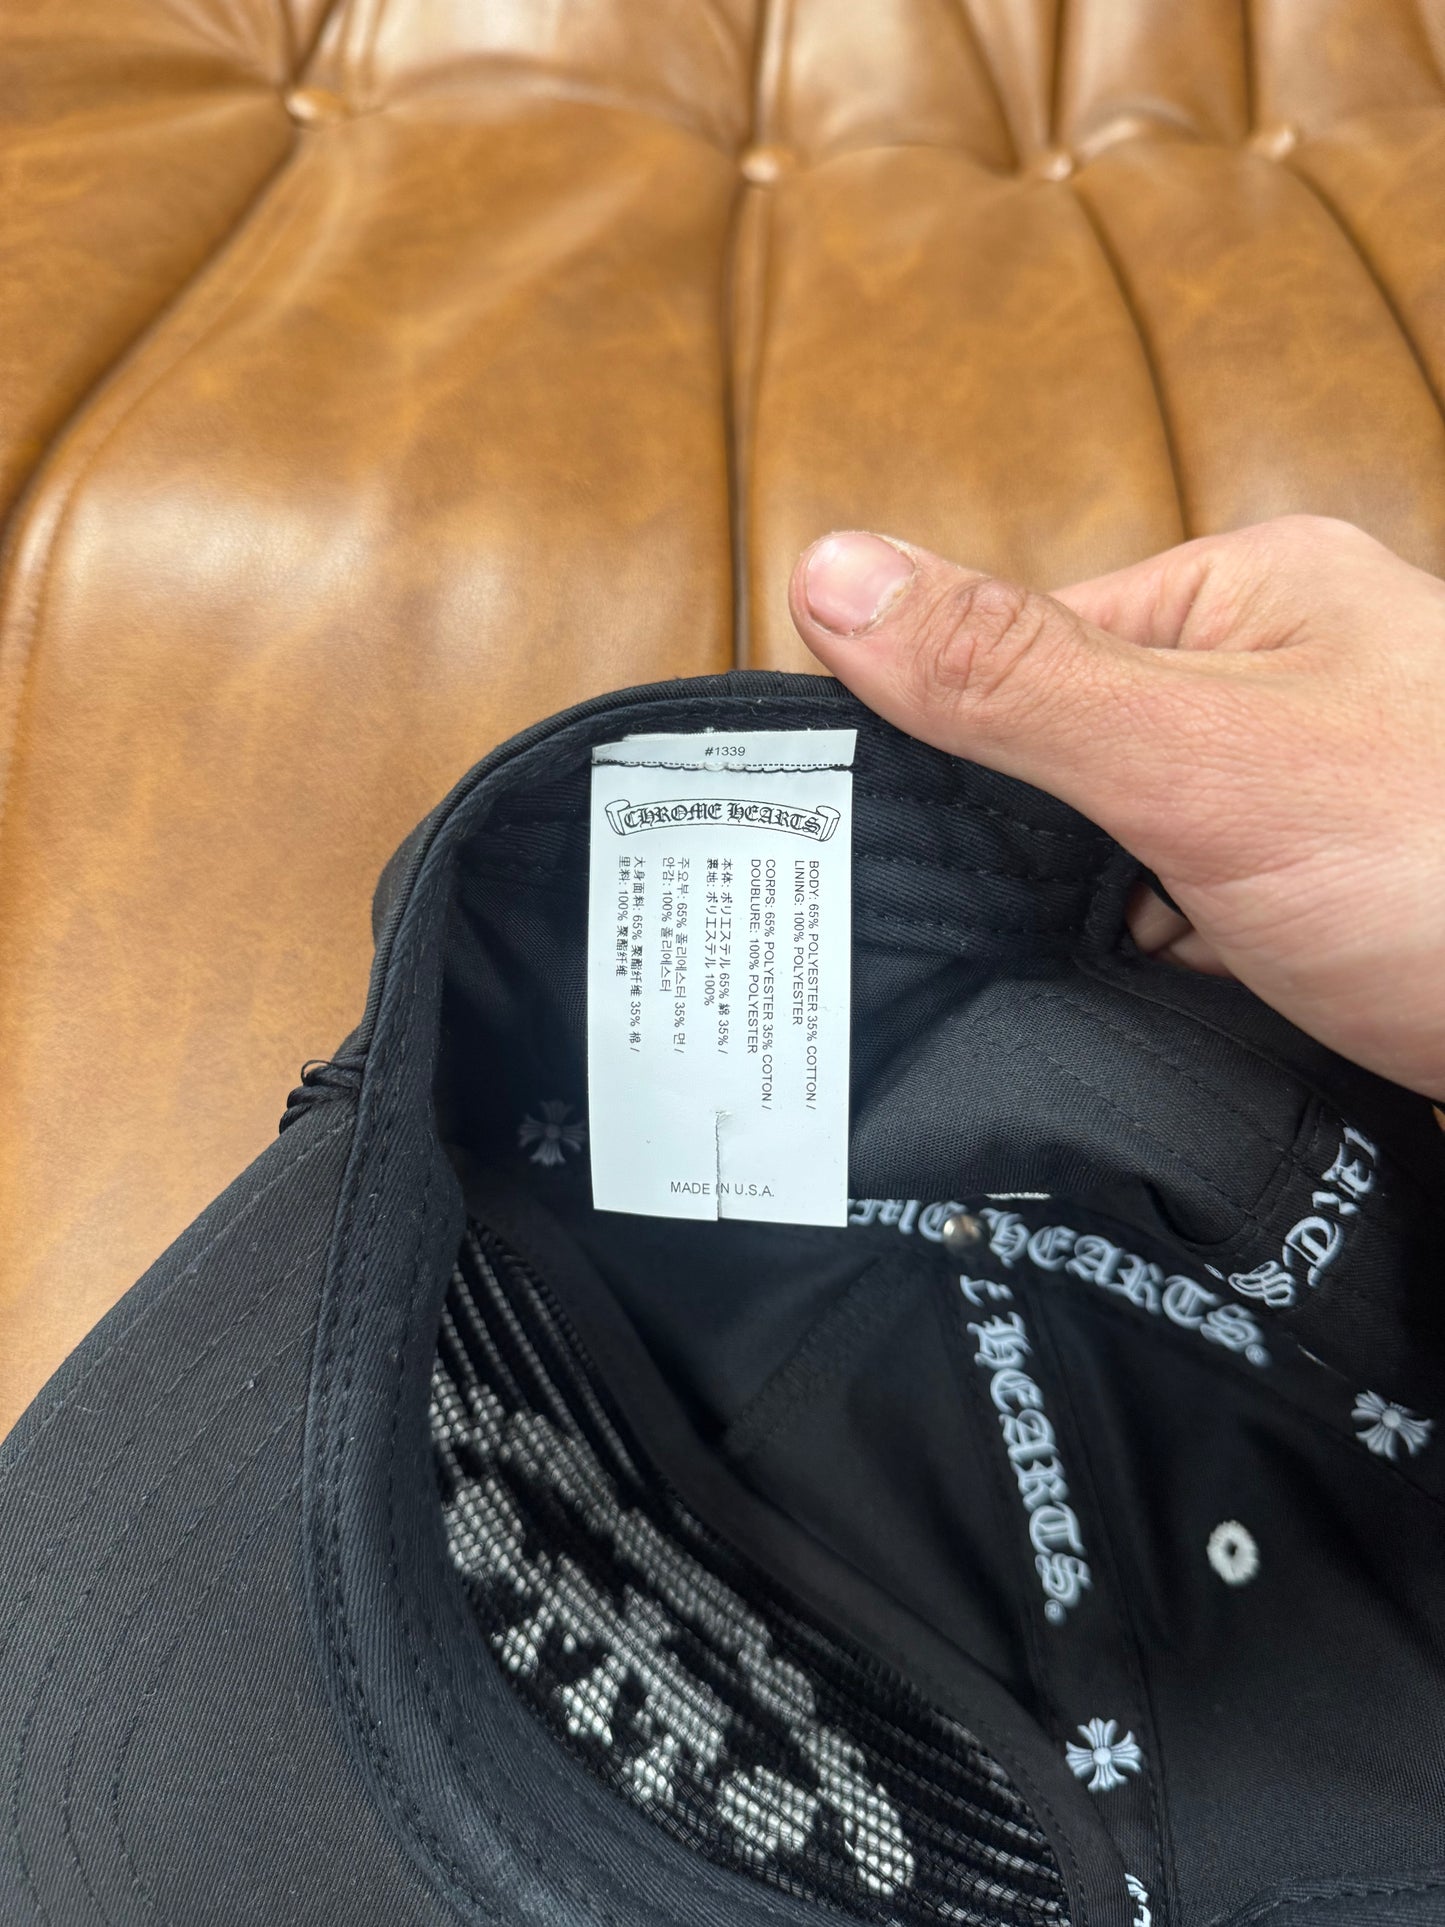 #1339
CHROME HEARTS
BODY: 65% POLYESTER 35% COTTON /
LINING: 100% POLYESTER
CORPS: 65% POLYESTER 35% COTON /
DOUBLURE: 100% POLYESTER
本体: ポリエステル 65% 綿 35% /
裏地: ポリエステル 100%
주요부: 65% 폴리에스터 35% 면 /
안감: 100% 폴리에스터
大身面料: 65% 聚酯纤维 35% 棉 /
里料: 100% 聚酯纤维
MADE IN U.S.A.
OME HEARTS®
E HEARTS®
ARTS